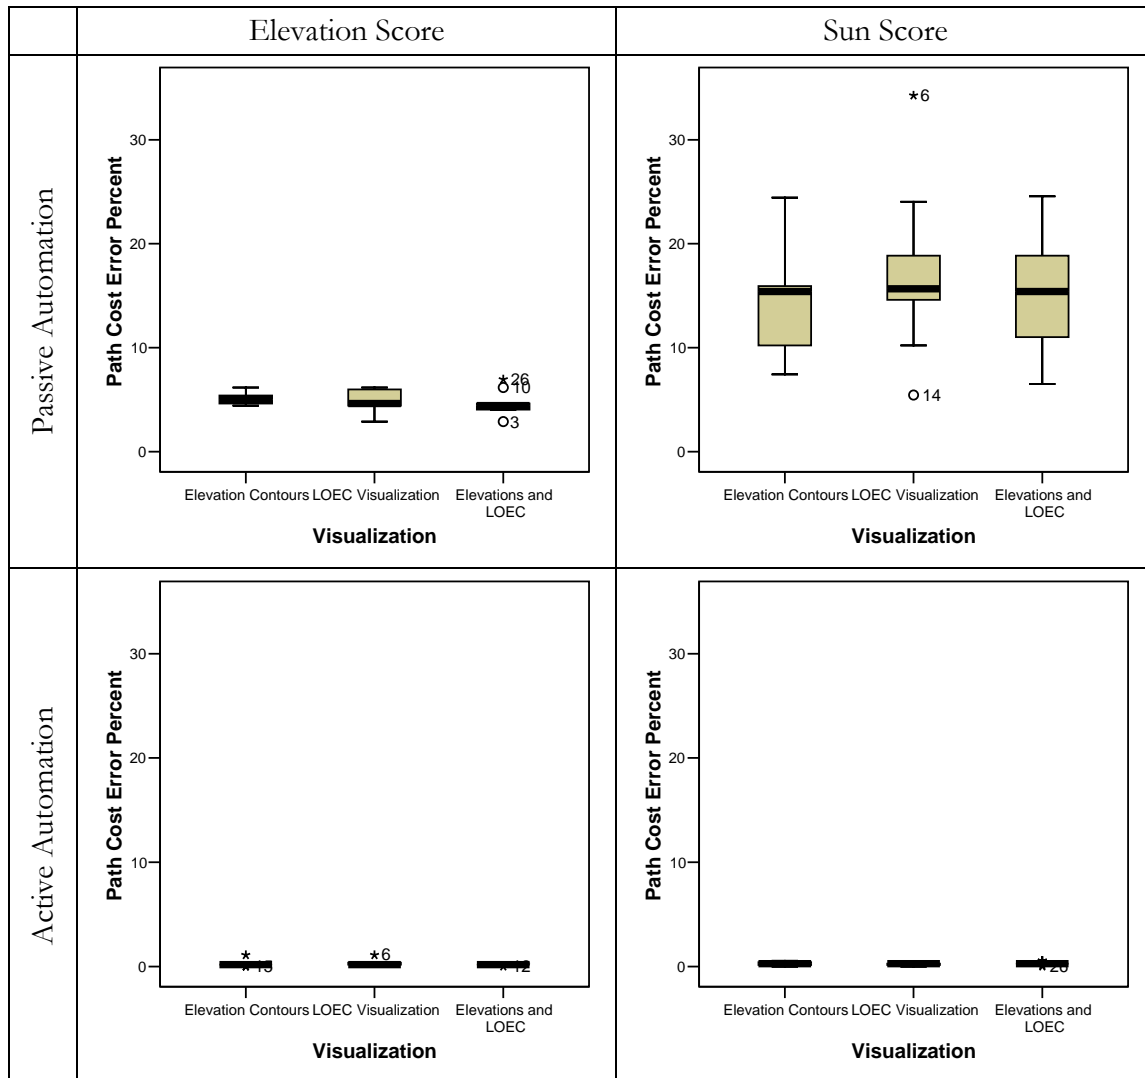 Elevation Score
Sun Score
Passive Automation
Path Cost Error Percent
30
20
10
0
*26
10
3
Elevation Contours
LOEC Visualization
Elevations and
LOEC
Visualization
Path Cost Error Percent
30
20
10
0
*6
14
Elevation Contours
LOEC Visualization
Elevations and
LOEC
Visualization
Active Automation
Path Cost Error Percent
30
20
10
0
*6
Elevation Contours
LOEC Visualization
Elevations and
LOEC
Visualization
Path Cost Error Percent
30
20
10
0
Elevation Contours
LOEC Visualization
Elevations and
LOEC
Visualization